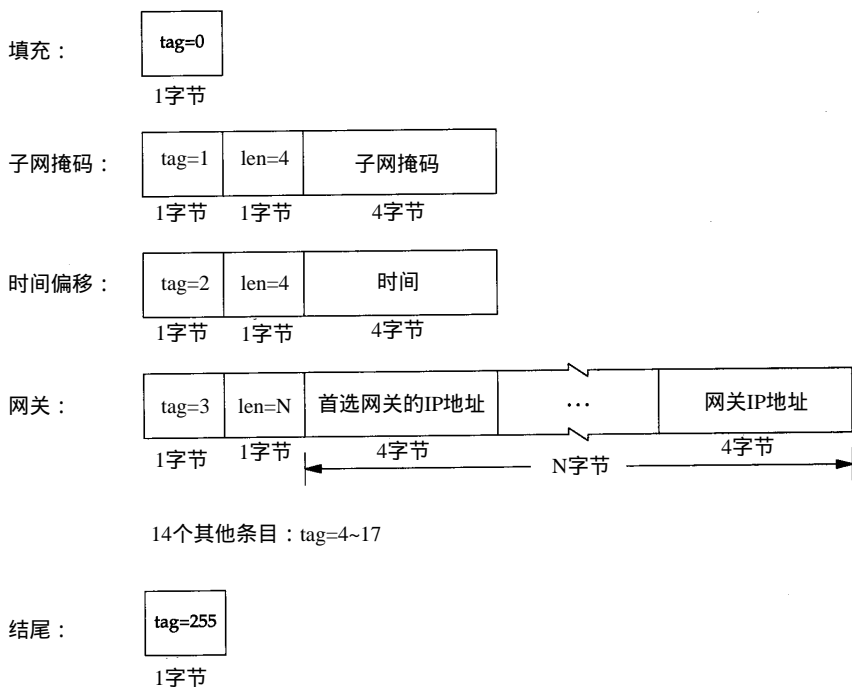 填充：
tag=0
1字节
子网掩码：
tag=1 len=4 子网掩码
1字节 1字节 4字节
时间偏移：
tag=2 len=4 时间
1字节 1字节 4字节
网关：
tag=3 len=N 首选网关的IP地址 … 网关IP地址
1字节 1字节 4字节 4字节
N字节
14个其他条目：tag=4~17
结尾：
tag=255
1字节